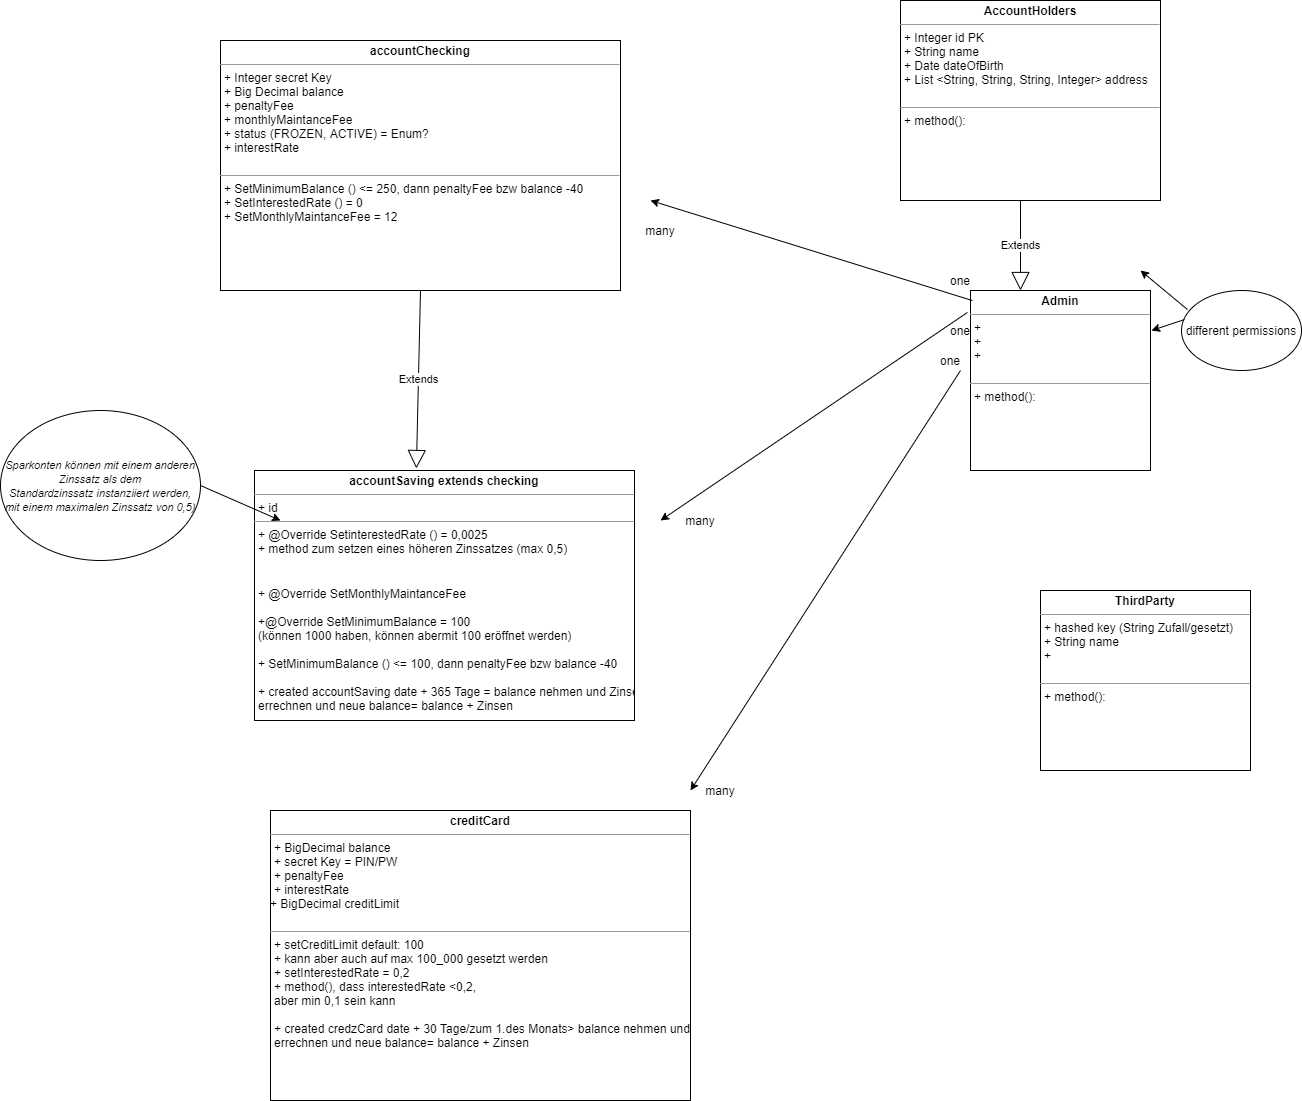 AccountHolders
+ Integer id PK
+ String name
+ Date dateOfBirth
+ List <String, String, String, Integer> address
+ method():
accountChecking
+ Integer secret Key
+ Big Decimal balance
+ penaltyFee
+ monthlyMaintanceFee
+ status (FROZEN, ACTIVE) = Enum?
+ interestRate
+ SetMinimumBalance () <= 250, dann penaltyFee bzw balance -40
+ SetInterestedRate () = 0
+ SetMonthlyMaintanceFee = 12
many
Extends
one
Admin
+
+
+
+ method():
one
one
different permissions
Extends
Sparkonten können mit einem anderen
Zinssatz als dem
Standardzinssatz instanziiert werden,
mit einem maximalen Zinssatz von 0,5)
accountSaving extends checking
+ id
+ @Override SetinterestedRate () = 0,0025
+ method zum setzen eines höheren Zinssatzes (max 0,5)
+ @Override SetMonthlyMaintanceFee
+@Override SetMinimumBalance = 100
(können 1000 haben, können abermit 100 eröffnet werden)
+ SetMinimumBalance () <= 100, dann penaltyFee bzw balance -40
+ created accountSaving date + 365 Tage = balance nehmen und Zinse
errechnen und neue balance= balance + Zinsen
many
ThirdParty
+ hashed key (String Zufall/gesetzt)
+ String name
+
+ method():
many
creditCard
+ BigDecimal balance
+ secret Key = PIN/PW
+ penaltyFee
+ interestRate
+ BigDecimal creditLimit
+ setCreditLimit default: 100
+ kann aber auch auf max 100_000 gesetzt werden
+ setInterestedRate = 0,2
+ method(), dass interestedRate <0,2,
aber min 0,1 sein kann
+ created credzCard date + 30 Tage/zum 1.des Monats> balance nehmen und
errechnen und neue balance= balance + Zinsen